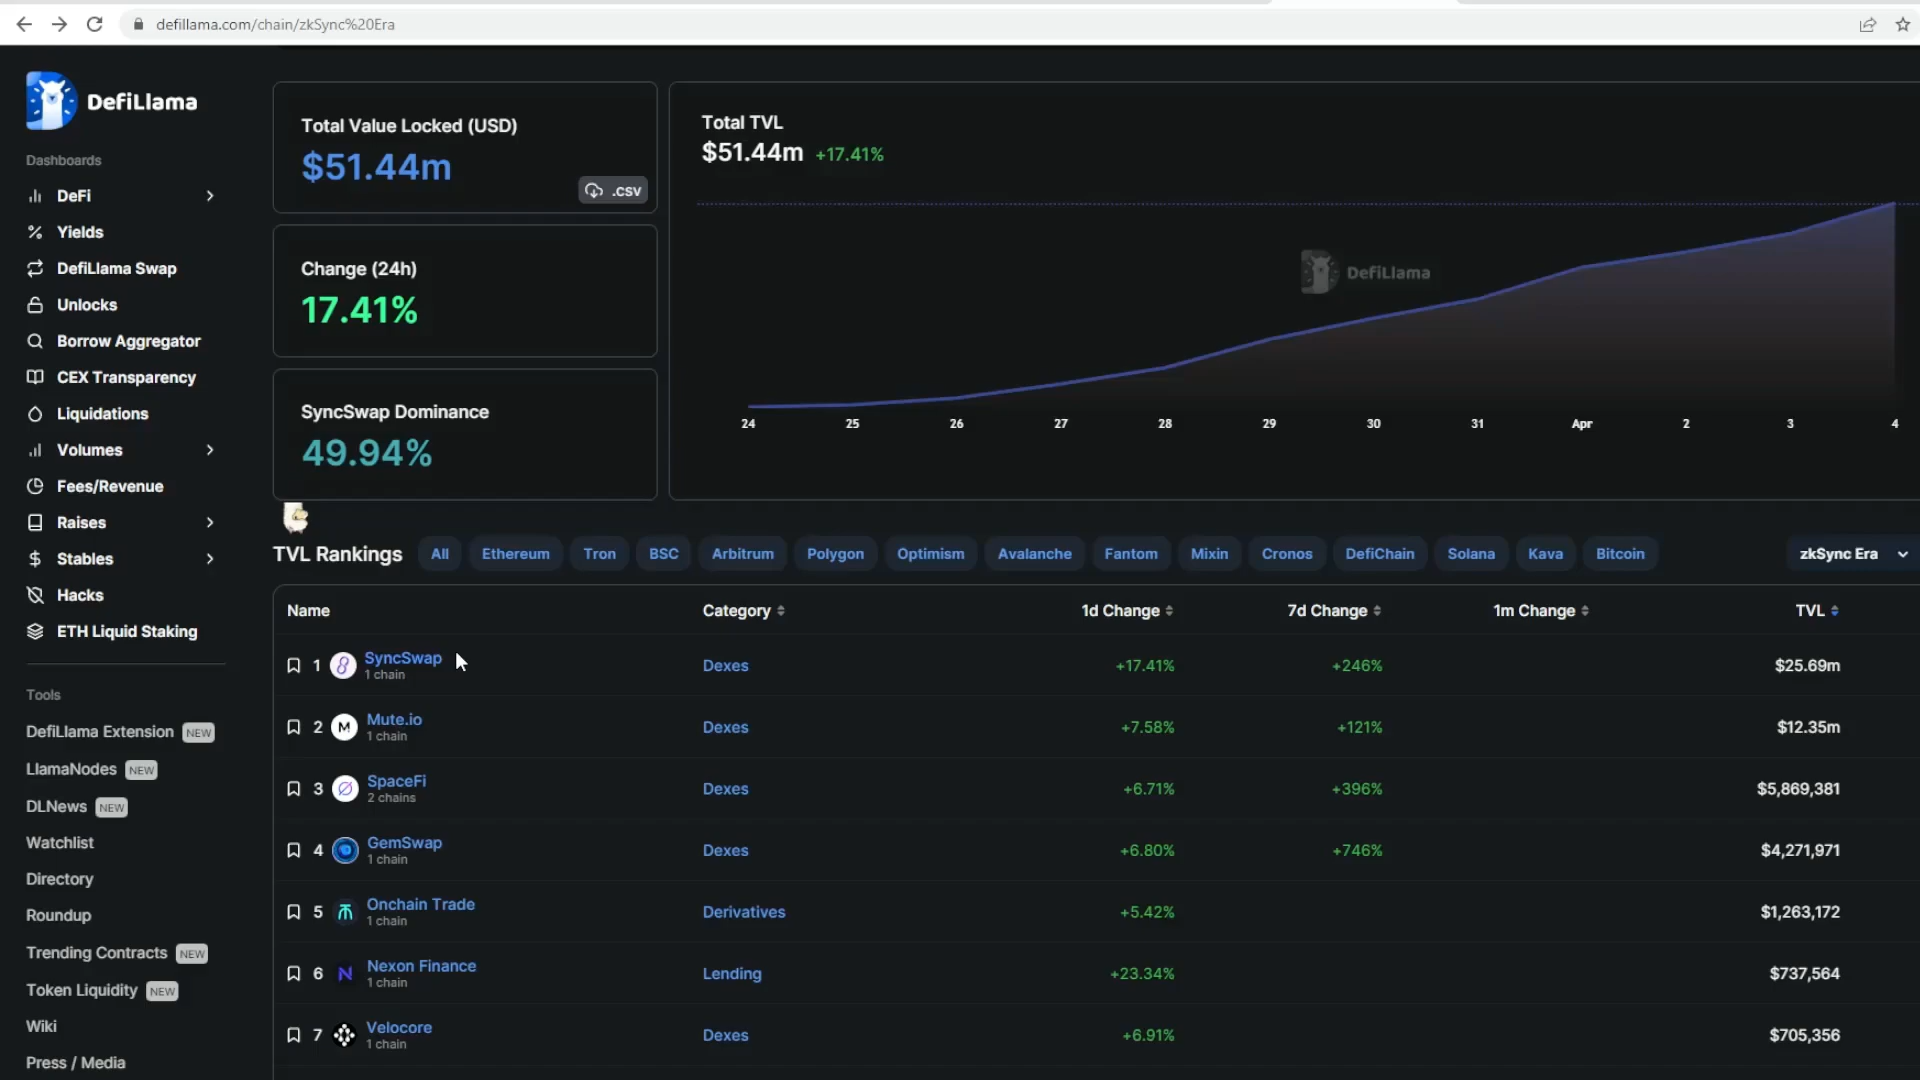 defillama.com/chain/zkSync%20Era
DefiLlama
Dashboards
DeFi
Yields
DefiLlama Swap
Unlocks
Borrow Aggregator
CEX Transparency
Liquidations
Volumes
Fees/Revenue
Raises
Stables
Hacks
ETH Liquid Staking
Tools
DefiLlama Extension NEW
LlamaNodes NEW
DLNews NEW
Watchlist
Directory
Roundup
Trending Contracts NEW
Token Liquidity NEW
Wiki
Press / Media
Total Value Locked (USD)
$51.44m
.csv
Change (24h)
17.41%
SyncSwap Dominance
49.94%
Total TVL
$51.44m +17.41%
DefiLlama
24 25 26 27 28 29 30 31 Apr 2 3 4
TVL Rankings All Ethereum Tron BSC Arbitrum Polygon Optimism Avalanche Fantom Mixin Cronos DefiChain Solana Kava Bitcoin zkSync Era
Name Category 1d Change 7d Change 1m Change TVL
1 SyncSwap Dexes +17.41% +246% $25.69m
1 chain
2 M Mute.io Dexes +7.58% +121% $12.35m
1 chain
3 SpaceFi Dexes +6.71% +396% $5,869,381
2 chains
4 GemSwap Dexes +6.80% +746% $4,271,971
1 chain
5 Onchain Trade Derivatives +5.42% $1,263,172
1 chain
6 N Nexon Finance Lending +23.34% $737,564
1 chain
7 Velocore Dexes +6.91% $705,356
1 chain